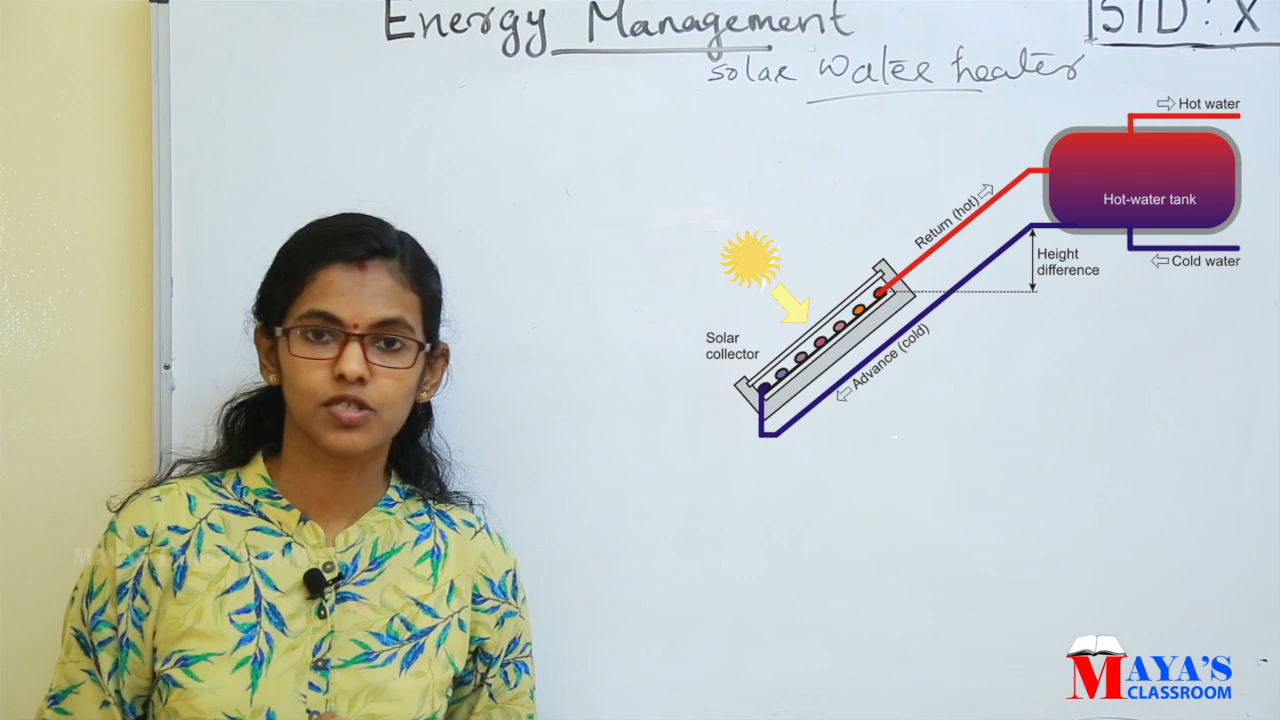 Energy Management
STD: X
solar water heater
Hot water
Hot-water tank
Return (hot)
Height
difference
Cold water
Solar
collector
Advance (cold)
MAYA'S
CLASSROOM